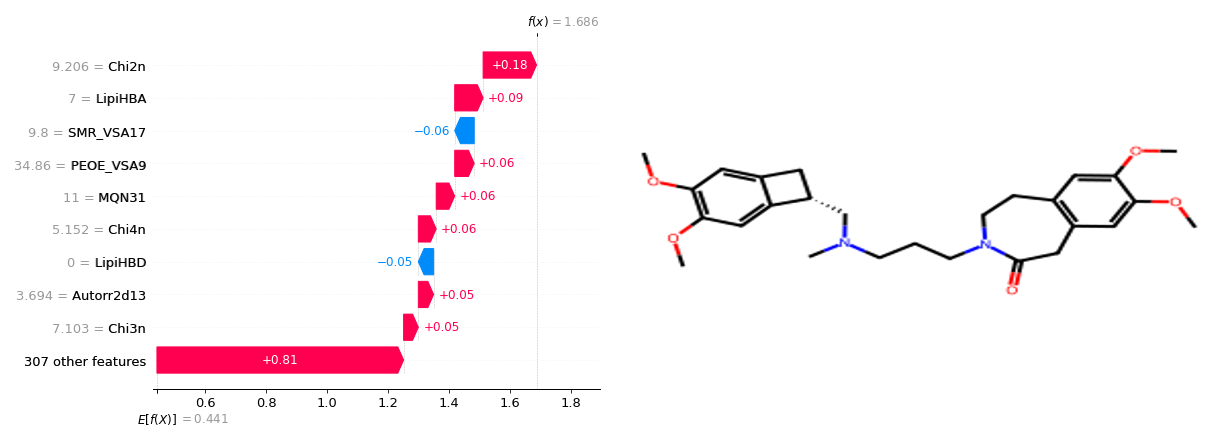 f(x) = 1.686
9.206 = Chi2n
+0.18
7 = LipiHBA
+0.09
9.8 = SMR_VSA17
−0.06
34.86 = PEOE_VSA9
+0.06
11 = MQN31
+0.06
5.152 = Chi4n
+0.06
0 = LipiHBD
−0.05
3.694 = Autorr2d13
+0.05
7.103 = Chi3n
+0.05
307 other features
+0.81
0.6 0.8 1.0 1.2 1.4 1.6 1.8
E[f(X)] = 0.441
O
O
N
N
O
O
O